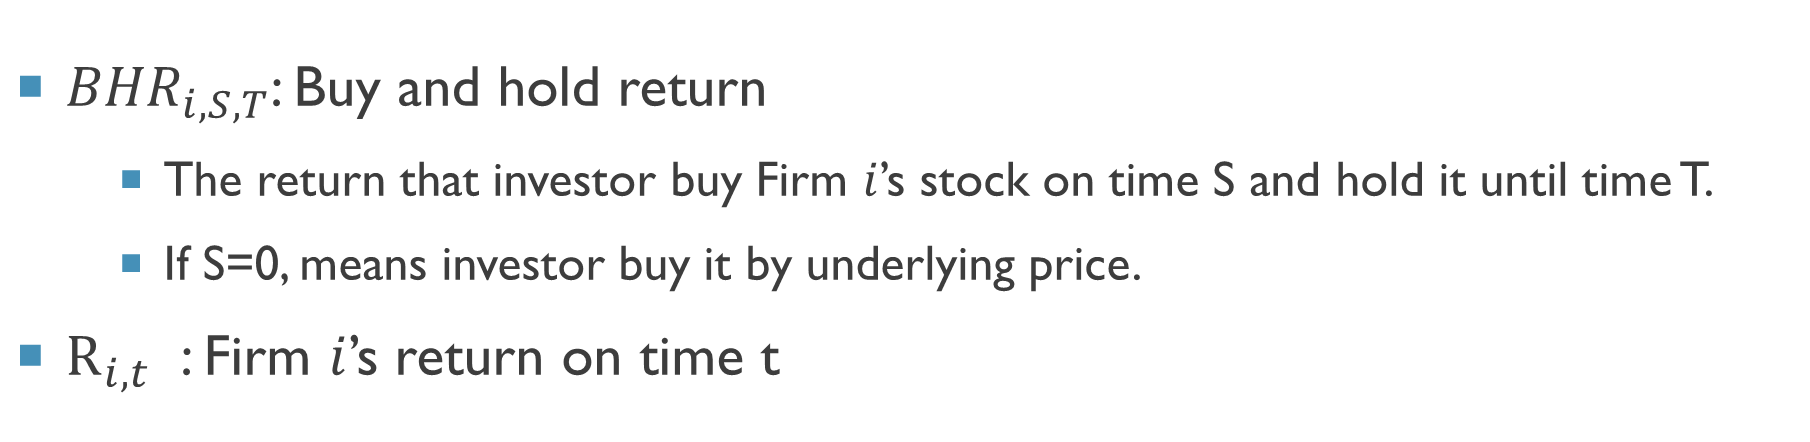 BHR_{i,S,T}: Buy and hold return
The return that investor buy Firm i's stock on time S and hold it until time T.
If S=0, means investor buy it by underlying price.
R_{i,t} : Firm i's return on time t